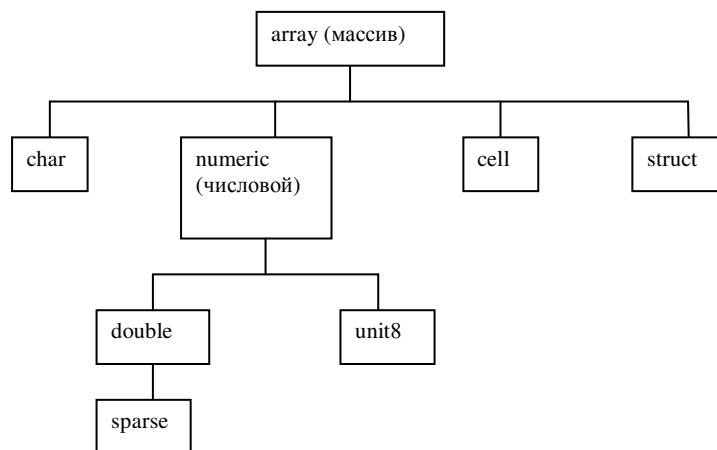 array (массив)
char
numeric
(числовой)
cell
struct
double
unit8
sparse